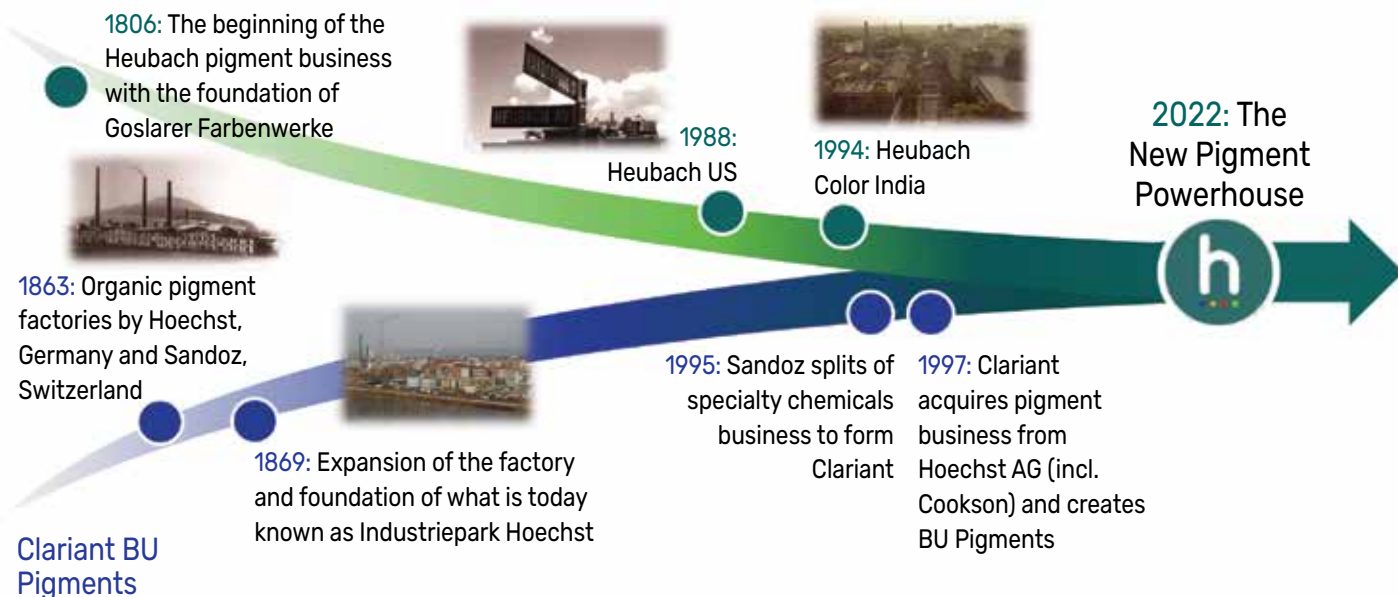 1806: The beginning of the
Heubach pigment business
with the foundation of
Goslarer Farbenwerke
1988:
Heubach US
1994: Heubach
Color India
2022: The
New Pigment
Powerhouse
h
1863: Organic pigment
factories by Hoechst,
Germany and Sandoz,
Switzerland
1869: Expansion of the factory
and foundation of what is today
known as Industriepark Hoechst
1995: Sandoz splits of
specialty chemicals
business to form
Clariant
1997: Clariant
acquires pigment
business from
Hoechst AG (incl.
Cookson) and creates
BU Pigments
Clariant BU
Pigments